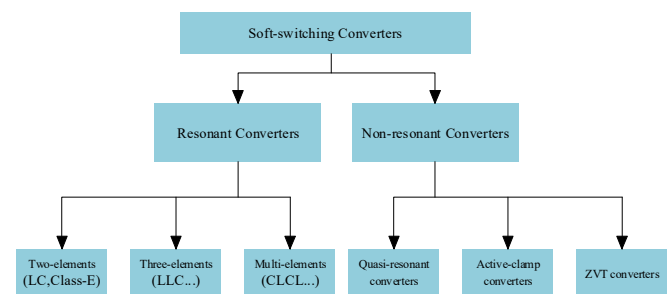 Soft-switching Converters
Resonant Converters
Non-resonant Converters
Two-elements
(LC,Class-E)
Three-elements
(LLC...)
Multi-elements
(CLCL...)
Quasi-resonant
converters
Active-clamp
converters
ZVT converters